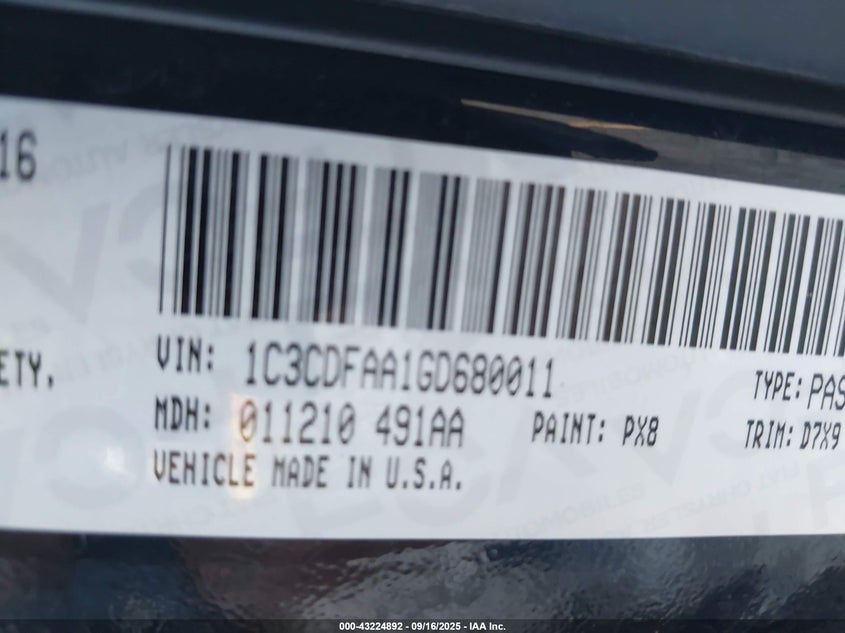 16
ETY,
VIN: 1C3CDFAA1GD680011 TYPE: PAS
MDH: 011210 491AA PAINT: PX8 TRIM: D7X9
VEHICLE MADE IN U.S.A.
000-43224892 - 09/16/2025 - IAA Inc.